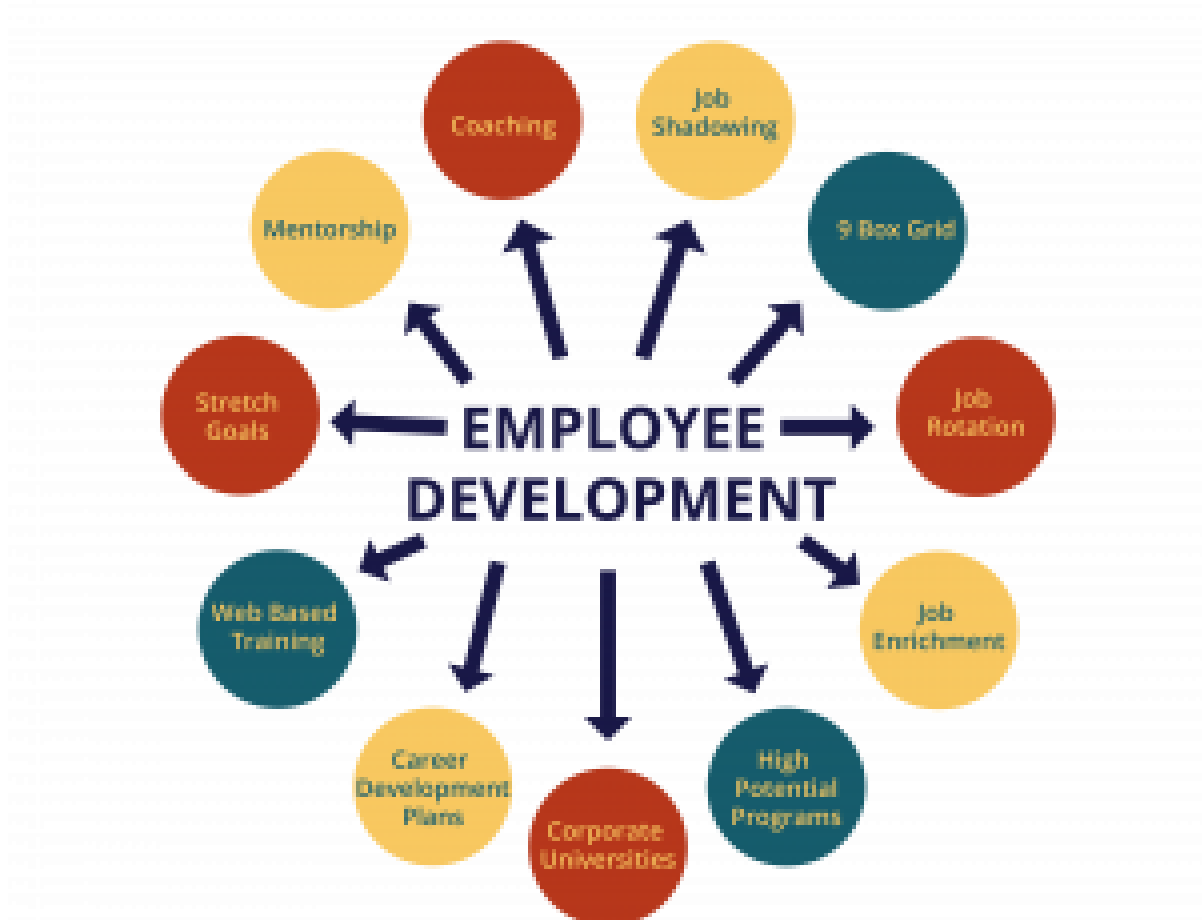 Coaching
Job
Shadowing
Mentorship
9 Box Grid
Stretch
Goals
EMPLOYEE
DEVELOPMENT
Job
Rotation
Web Based
Training
Job
Enrichment
Career
Development
Plans
High
Potential
Programs
Corporate
Universities